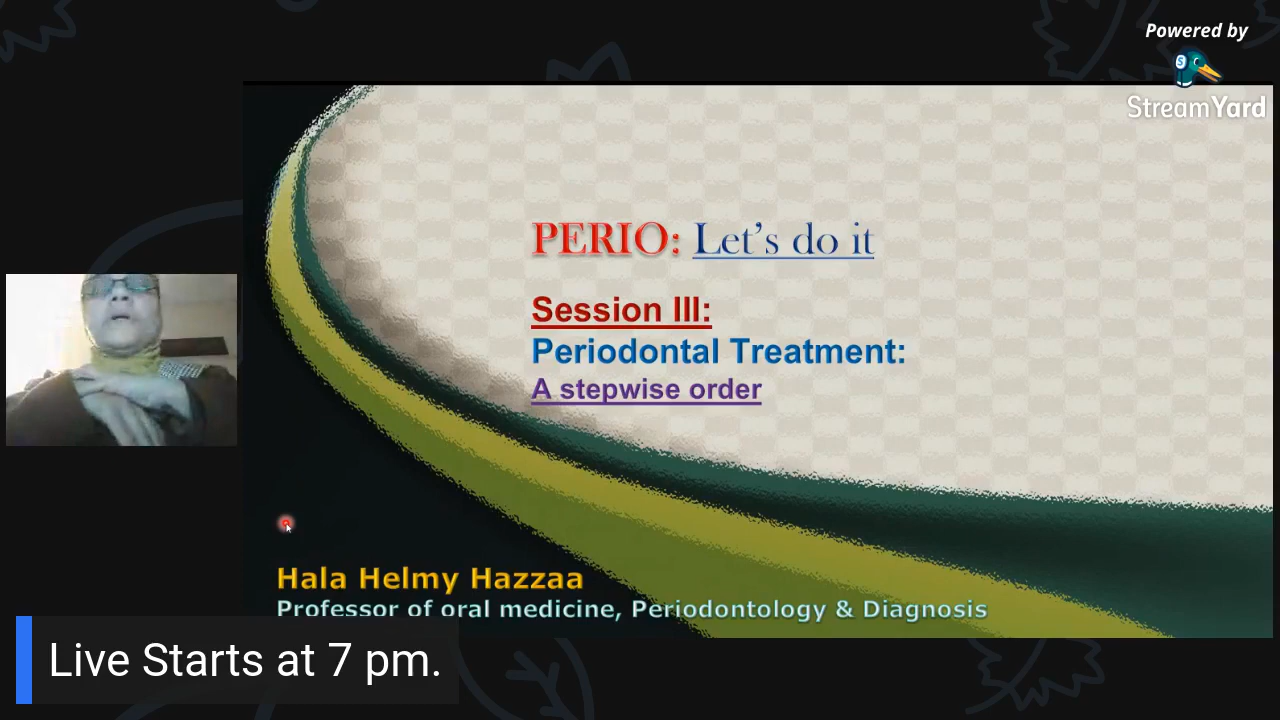 Powered by
StreamYard
PERIO: Let's do it
Session III:
Periodontal Treatment:
A stepwise order
Hala Helmy Hazzaa
Professor of oral medicine, Periodontology & Diagnosis
Live Starts at 7 pm.